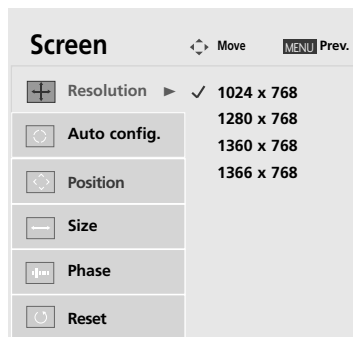 Screen Move MENU Prev.
Resolution 1024 x 768
1280 x 768
Auto config.
1360 x 768
1366 x 768
Position
Size
Phase
Reset